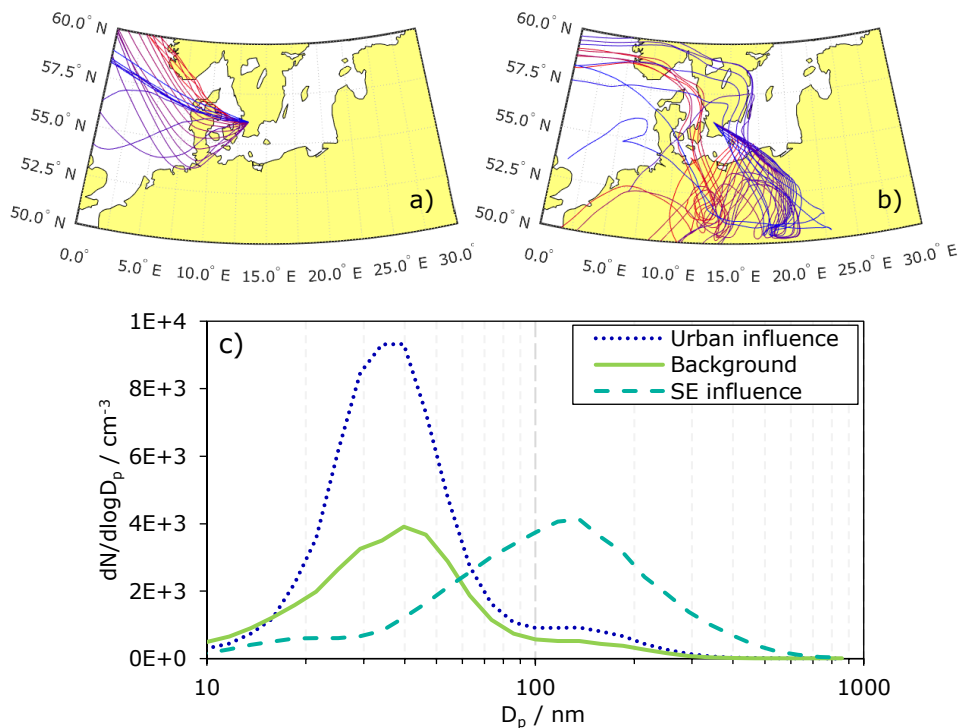 60.0° N
57.5° N
55.0° N
52.5° N
50.0° N
0.0°
5.0° E
10.0° E
15.0° E
20.0° E
25.0° E
30.0° E
a)
60.0° N
57.5° N
55.0° N
52.5° N
50.0° N
0.0°
5.0° E
10.0° E
15.0° E
20.0° E
25.0° E
30.0° E
b)
c)
1E+4
8E+3
6E+3
4E+3
2E+3
0E+0
dN/dlogDp / cm-3
Urban influence
Background
SE influence
10
100
1000
Dp / nm